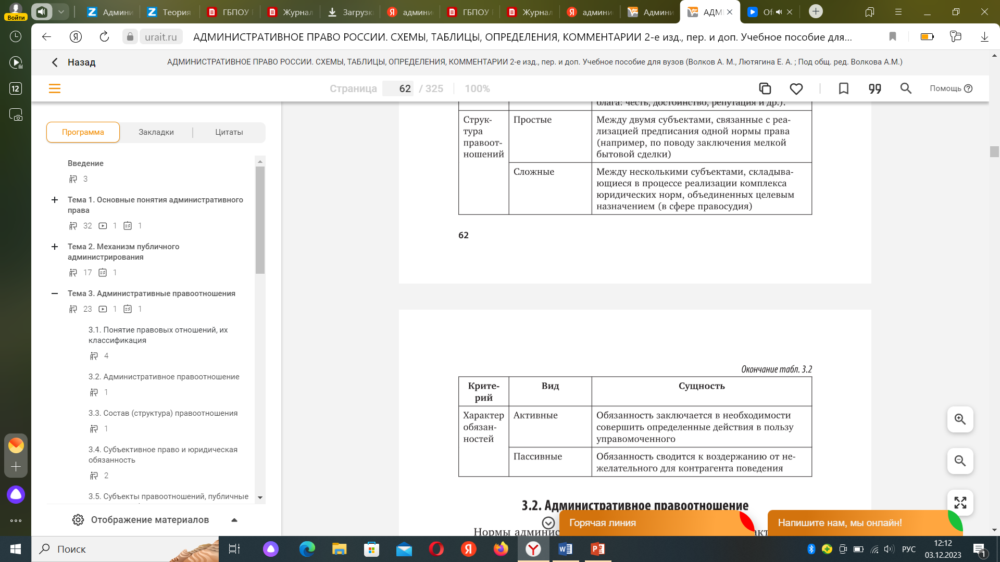 Войти
Админи
Теория
ГБПОУ
Журнал
Загрузк
админи
ГБПОУ
Журнал
админи
Админи
АДМ
Of
urait.ru
АДМИНИСТРАТИВНОЕ ПРАВО РОССИИ. СХЕМЫ, ТАБЛИЦЫ, ОПРЕДЕЛЕНИЯ, КОММЕНТАРИИ 2-е изд., пер. и доп. Учебное пособие для...
12
Назад
АДМИНИСТРАТИВНОЕ ПРАВО РОССИИ. СХЕМЫ, ТАБЛИЦЫ, ОПРЕДЕЛЕНИЯ, КОММЕНТАРИИ 2-е изд., пер. и доп. Учебное пособие для вузов (Волков А. М., Лютягина Е. А. ; Под общ. ред. Волкова А.М.)
Страница 62 / 325 100%
Помощь
Программа
Закладки
Цитаты
Введение
3
Тема 1. Основные понятия административного
права
32 1 1
Тема 2. Механизм публичного
администрирования
17 1
Тема 3. Административные правоотношения
23 1 1
3.1. Понятие правовых отношений, их
классификация
4
3.2. Административное правоотношение
1
3.3. Состав (структура) правоотношения
1
3.4. Субъективное право и юридическая
обязанность
2
3.5. Субъекты правоотношений, публичные
Отображение материалов
блага: честь, достоинство, репутация и др.).
Струк-
тура
правоот-
ношений
Простые
Между двумя субъектами, связанные с реа-
лизацией предписания одной нормы права
(например, по поводу заключения мелкой
бытовой сделки)
Сложные
Между несколькими субъектами, складыва-
ющиеся в процессе реализации комплекса
юридических норм, объединенных целевым
назначением (в сфере правосудия)
62
Окончание табл. 3.2
Крите-
рий
Вид
Сущность
Характер
обязан-
ностей
Активные
Обязанность заключается в необходимости
совершить определенные действия в пользу
управомоченного
Пассивные
Обязанность сводится к воздержанию от не-
желательного для контрагента поведения
3.2. Административное правоотношение
Нормы админис
акт
Горячая линия
Напишите нам, мы онлайн!
Поиск
РУС
12:12
03.12.2023
1